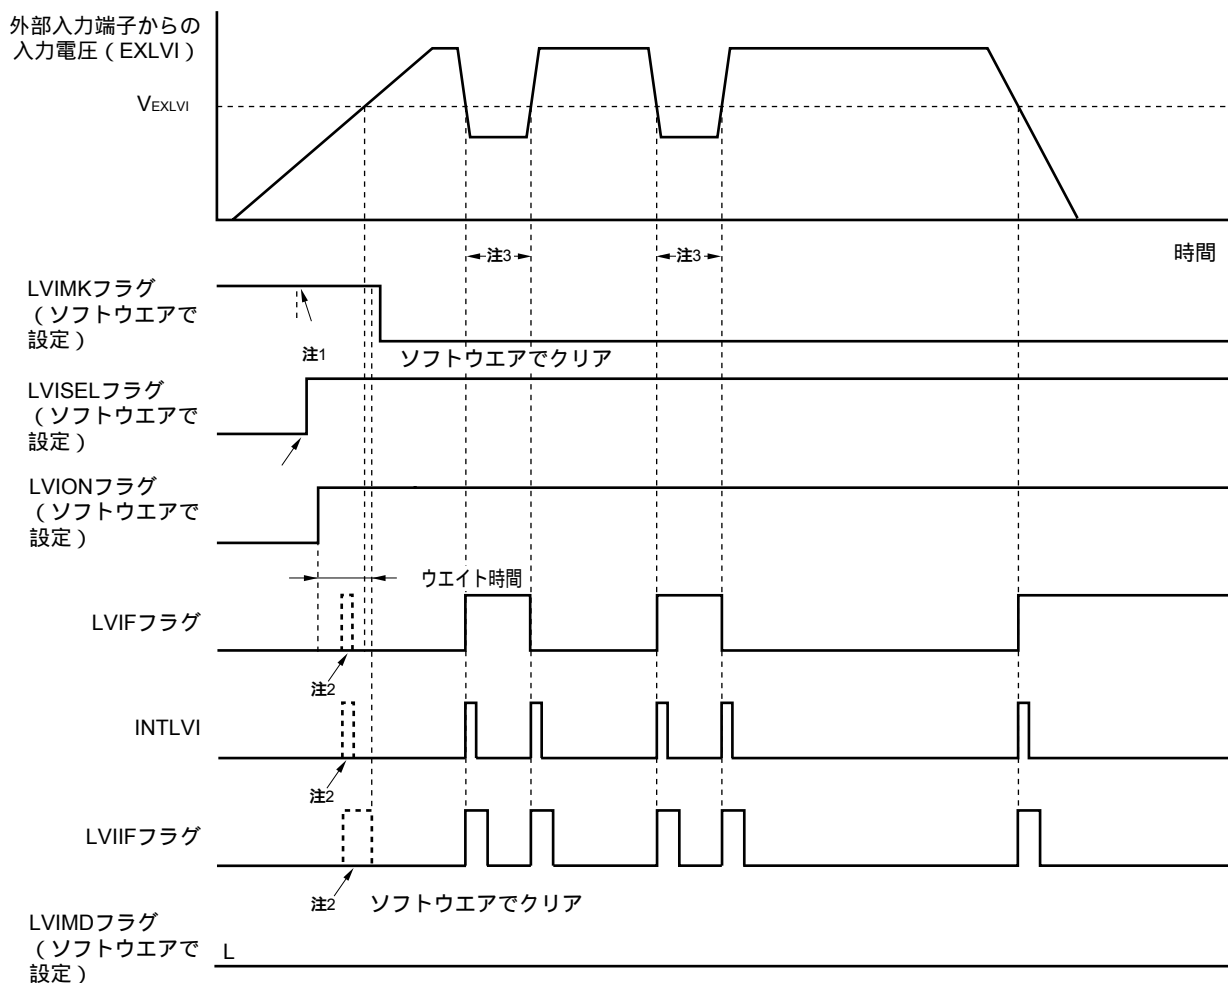 外部入力端子からの
入力電圧（EXLVI）
VEXLVI
注3
注3
時間
LVIMKフラグ
（ソフトウエアで
設定）
注1
ソフトウエアでクリア
LVISELフラグ
（ソフトウエアで
設定）
LVIONフラグ
（ソフトウエアで
設定）
ウエイト時間
LVIFフラグ
注2
INTLVI
注2
LVIIFフラグ
注2
ソフトウエアでクリア
LVIMDフラグ
（ソフトウエアで
設定）
L